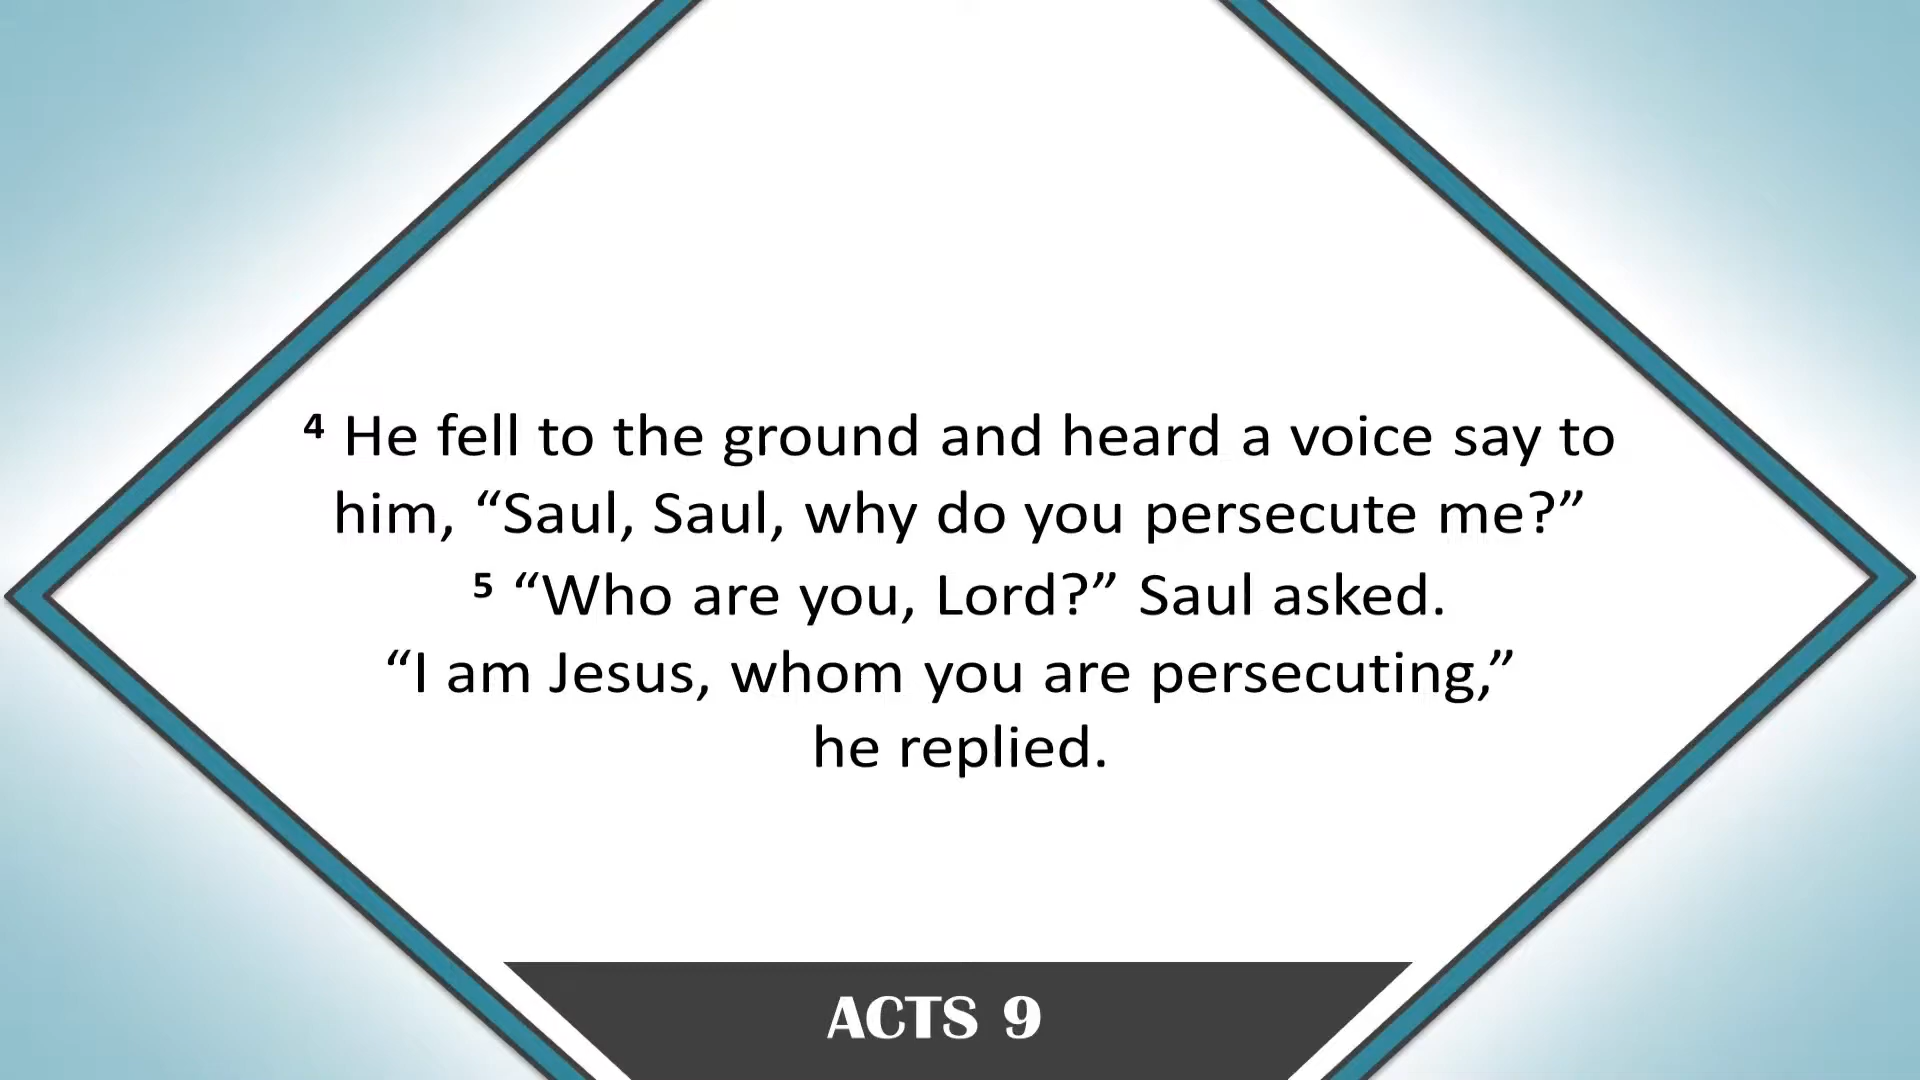 ⁴ He fell to the ground and heard a voice say to
him, “Saul, Saul, why do you persecute me?”
⁵ “Who are you, Lord?” Saul asked.
“I am Jesus, whom you are persecuting,”
he replied.
ACTS 9